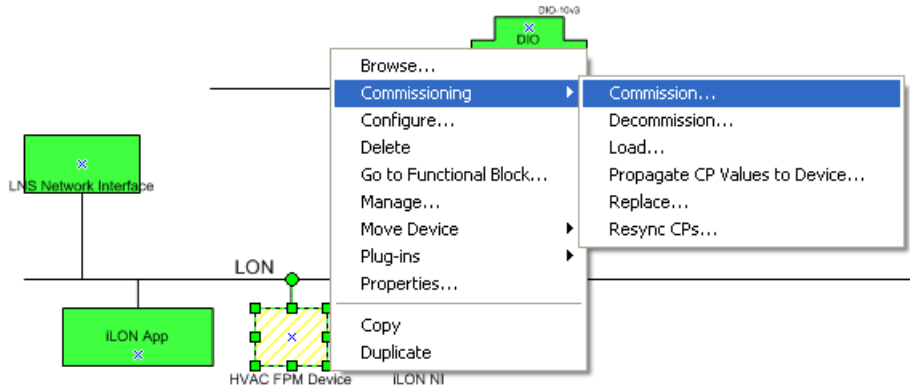 DIO-10v3
DIO
Browse...
Commissioning
Commission...
Configure...
Decommission...
Delete
Load...
Go to Functional Block...
Propagate CP Values to Device...
Manage...
Replace...
Move Device
Resync CPs...
Plug-ins
Properties...
Copy
Duplicate
LNS Network Interface
LON
iLON App
HVAC FPM Device
iLON NI